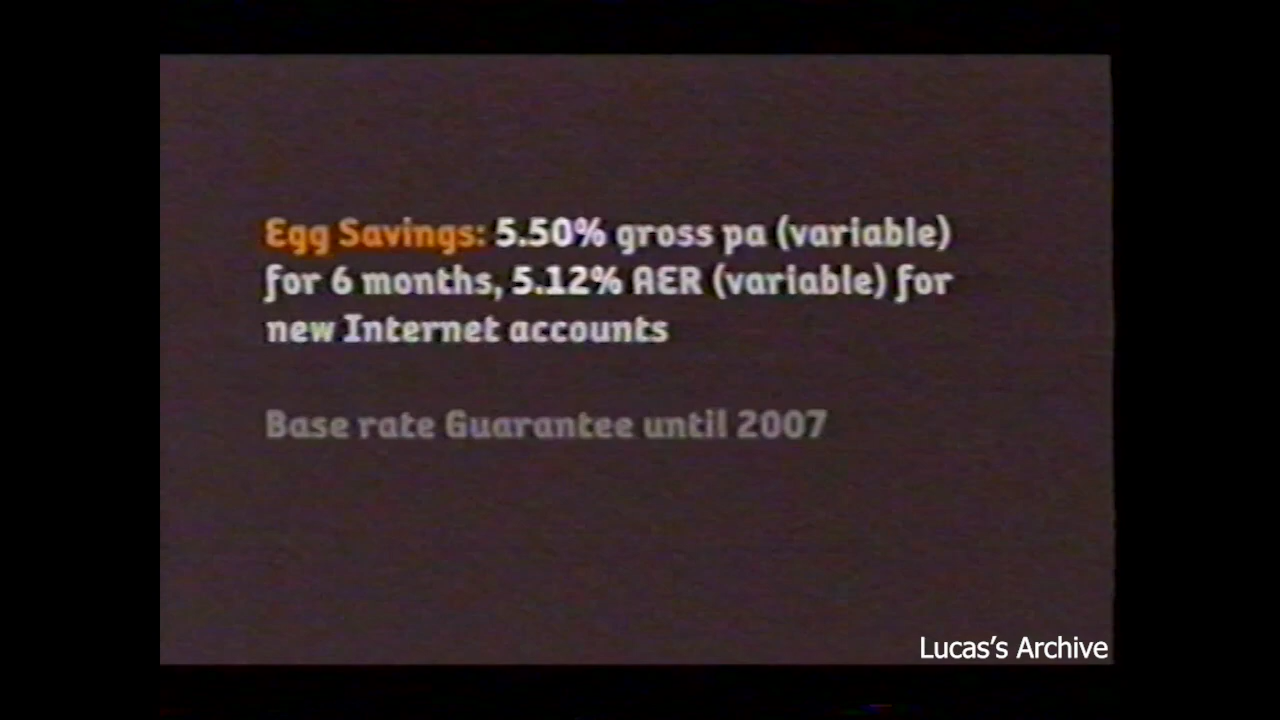 Egg Savings: 5.50% gross pa (variable)
for 6 months, 5.12% AER (variable) for
new Internet accounts
Base rate Guarantee until 2007
Lucas's Archive